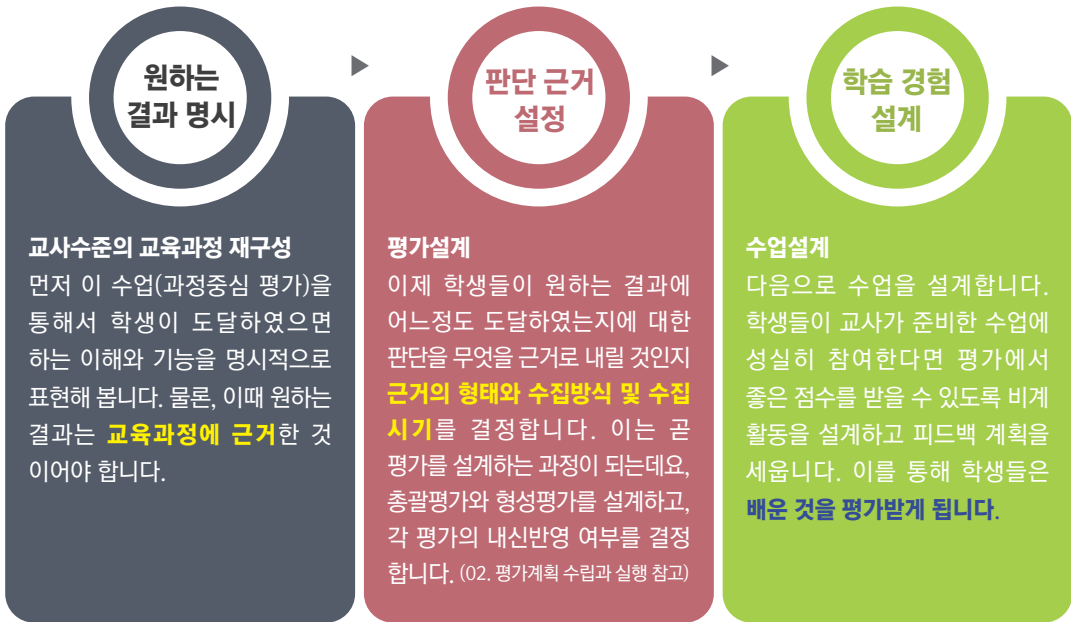 원하는
결과 명시
교사수준의 교육과정 재구성
먼저 이 수업(과정중심 평가)을
통해서 학생이 도달하였으면
하는 이해와 기능을 명시적으로
표현해 봅니다. 물론, 이때 원하는
결과는 교육과정에 근거한 것
이어야 합니다.
판단 근거
설정
평가설계
이제 학생들이 원하는 결과에
어느정도 도달하였는지에 대한
판단을 무엇을 근거로 내릴 것인지
근거의 형태와 수집방식 및 수집
시기를 결정합니다. 이는 곧
평가를 설계하는 과정이 되는데요,
총괄평가와 형성평가를 설계하고,
각 평가의 내신반영 여부를 결정
합니다. (02. 평가계획 수립과 실행 참고)
학습 경험
설계
수업설계
다음으로 수업을 설계합니다.
학생들이 교사가 준비한 수업에
성실히 참여한다면 평가에서
좋은 점수를 받을 수 있도록 비계
활동을 설계하고 피드백 계획을
세웁니다. 이를 통해 학생들은
배운 것을 평가받게 됩니다.